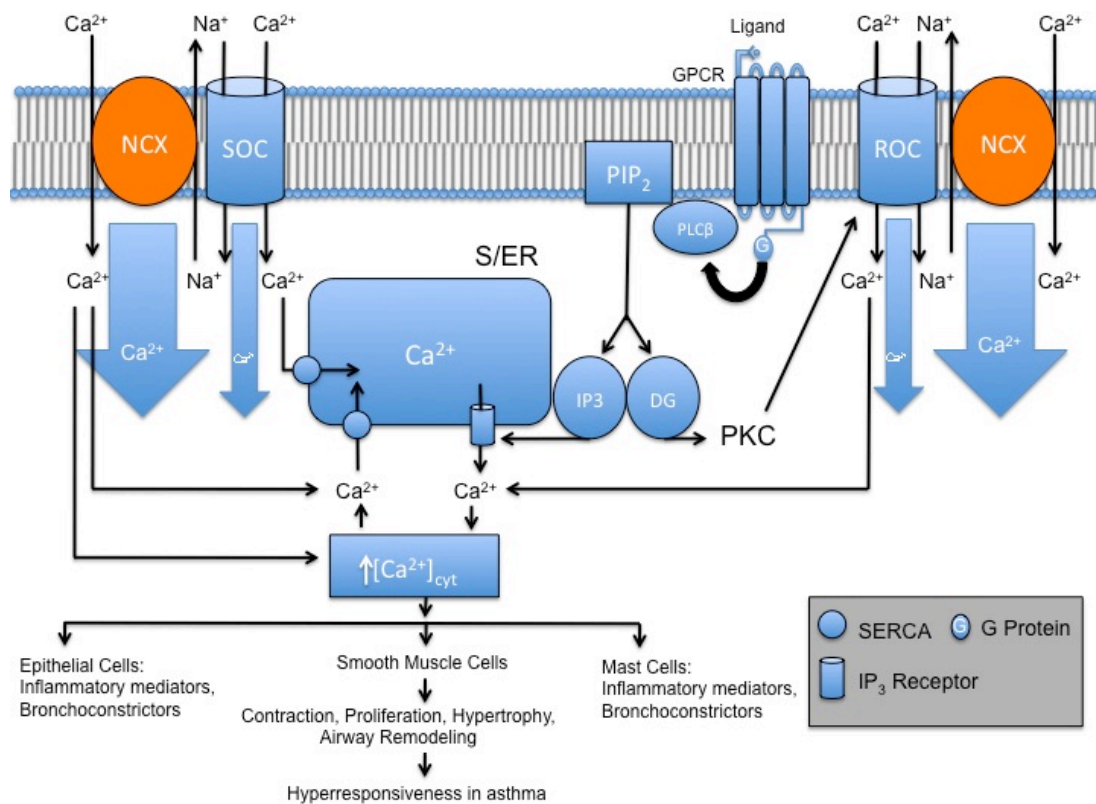 Ca²⁺ Na⁺ Ca²⁺ Ligand Ca²⁺ Na⁺ Ca²⁺
GPCR
NCX SOC ROC NCX
PIP₂
PLCβ
G
S/ER
Ca²⁺ Na⁺ Ca²⁺ Ca²⁺ Na⁺ Ca²⁺
Ca²⁺ Ca²⁺ Ca²⁺ Ca²⁺ Ca²⁺
IP3 DG
PKC
Ca²⁺ Ca²⁺
↑[Ca²⁺]cyt
SERCA G G Protein
IP₃ Receptor
Epithelial Cells:
Inflammatory mediators,
Bronchoconstrictors
Smooth Muscle Cells
Contraction, Proliferation, Hypertrophy,
Airway Remodeling
Hyperresponsiveness in asthma
Mast Cells:
Inflammatory mediators,
Bronchoconstrictors